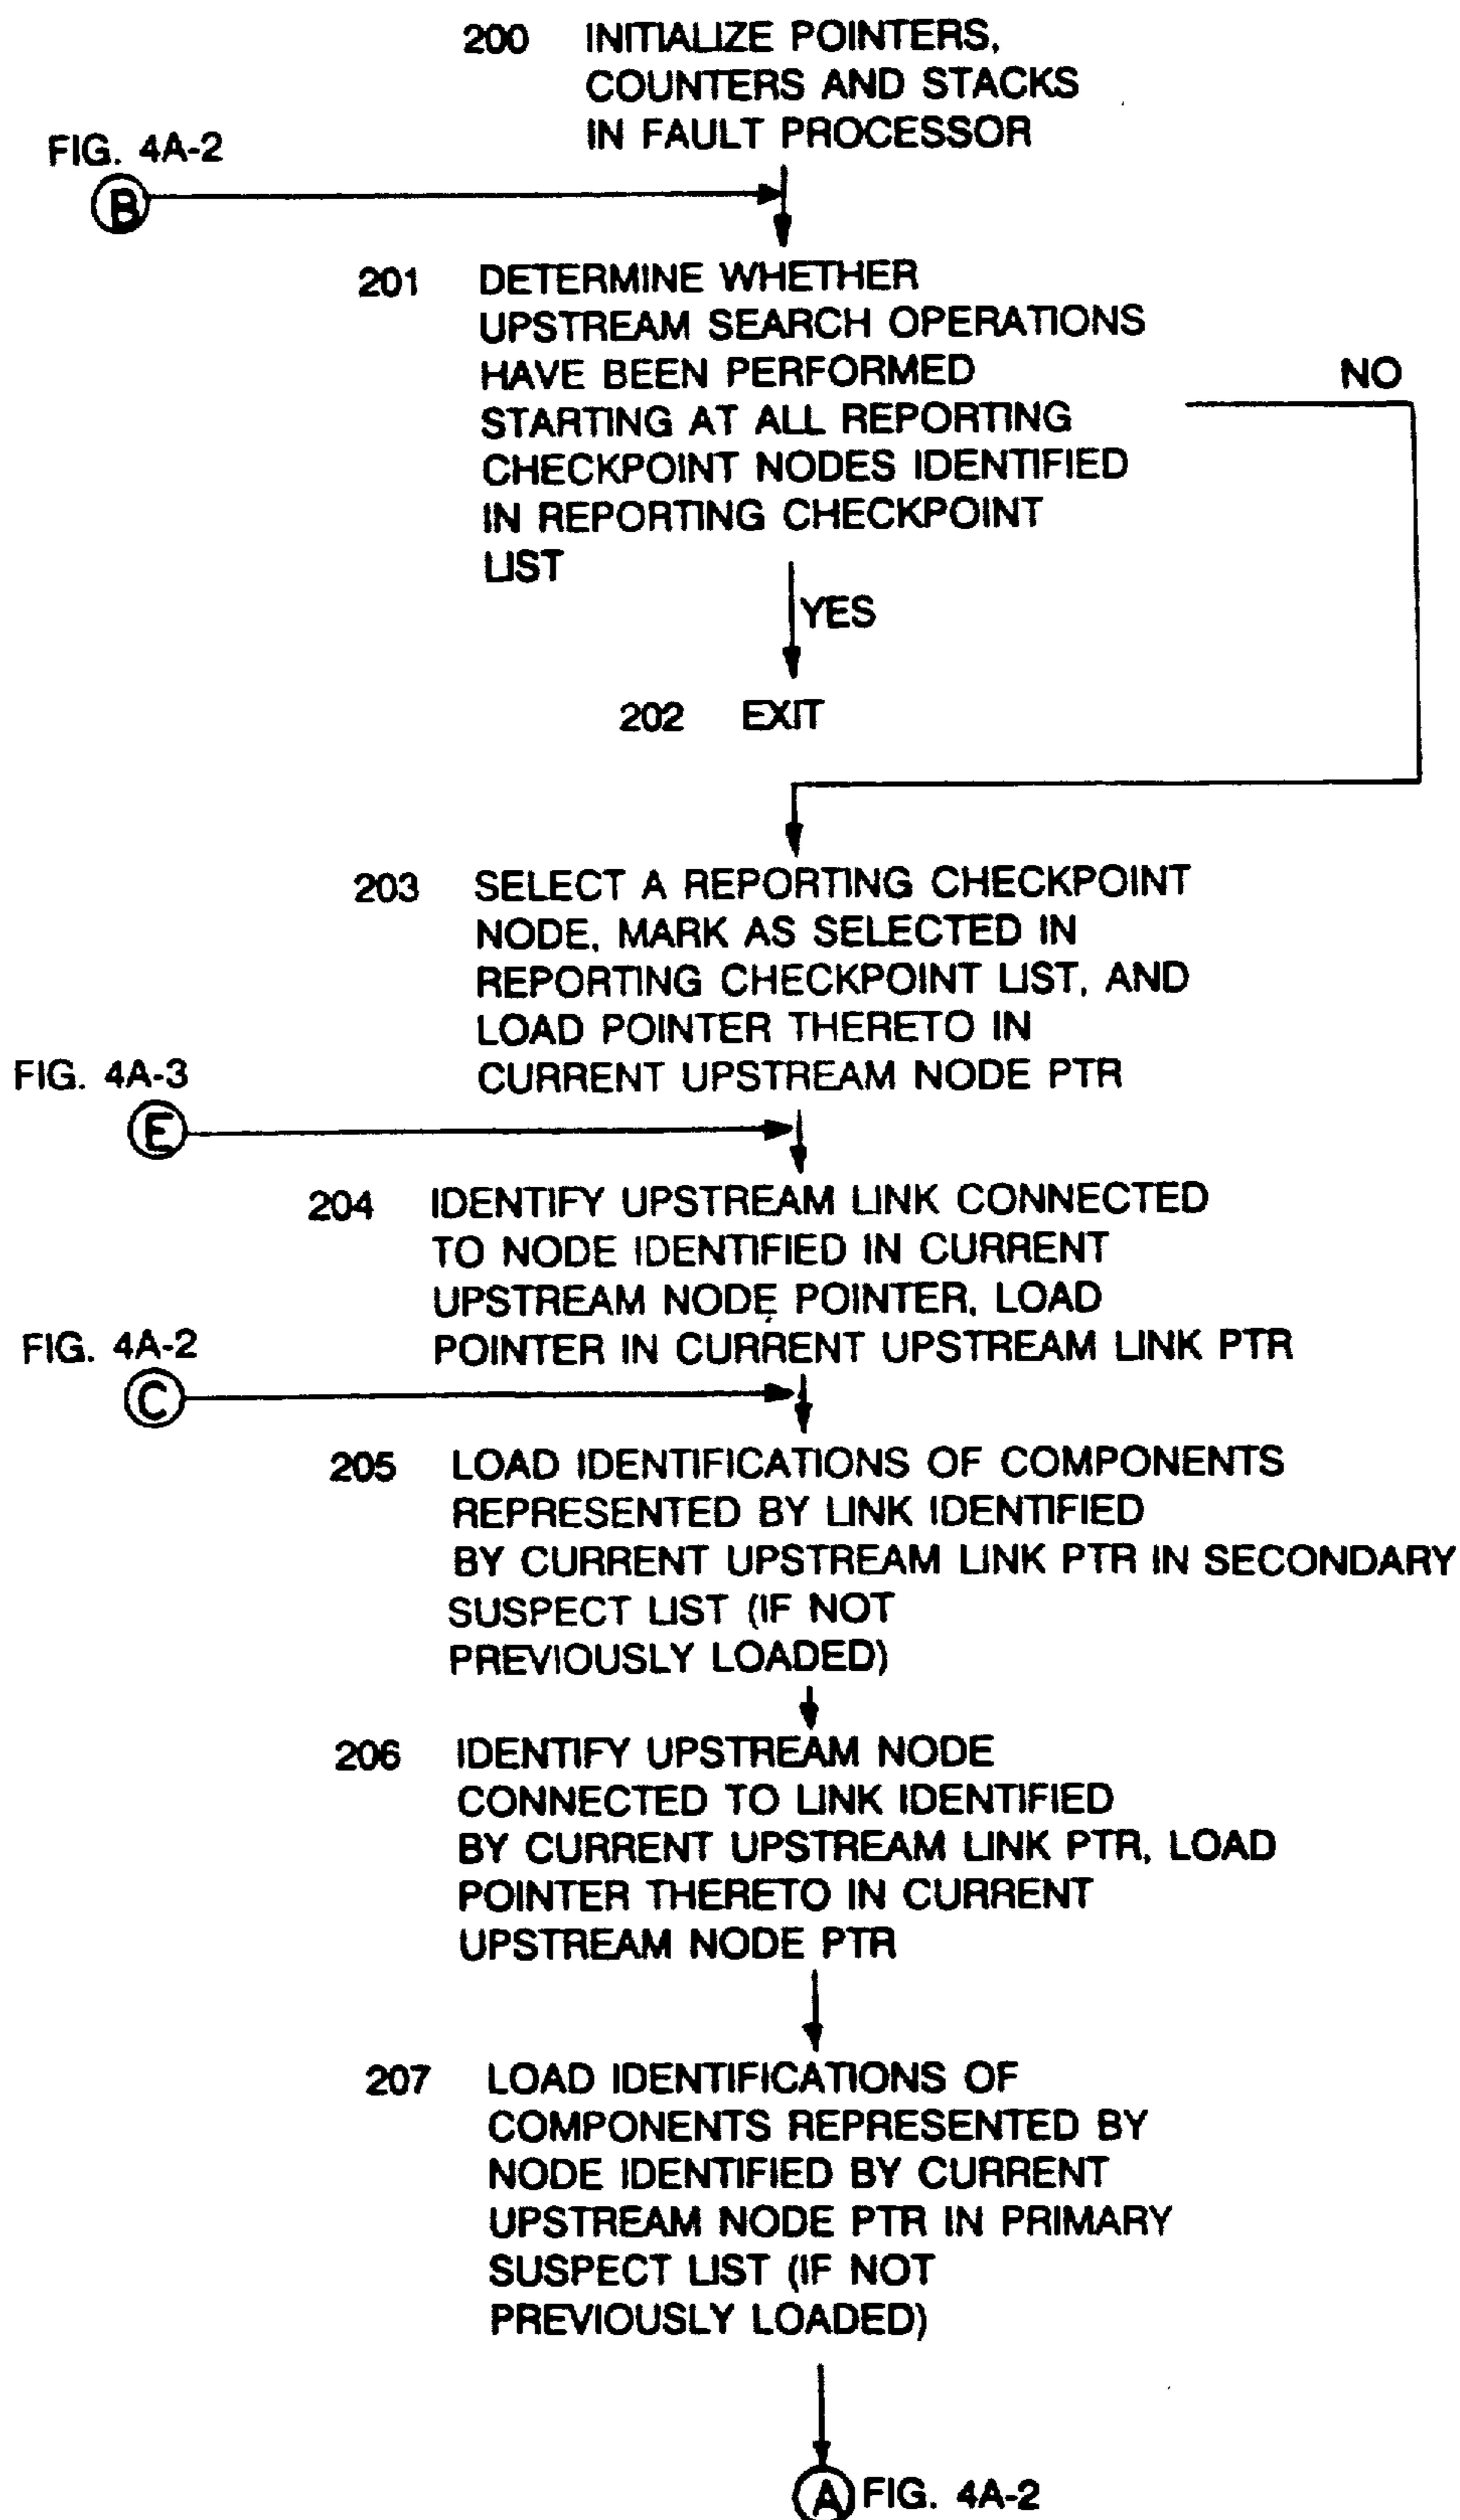 200 INITIALIZE POINTERS,
COUNTERS AND STACKS
IN FAULT PROCESSOR
FIG. 4A-2
B
201 DETERMINE WHETHER
UPSTREAM SEARCH OPERATIONS
HAVE BEEN PERFORMED
NO
STARTING AT ALL REPORTING
CHECKPOINT NODES IDENTIFIED
IN REPORTING CHECKPOINT
LIST
YES
202 EXIT
203 SELECT A REPORTING CHECKPOINT
NODE, MARK AS SELECTED IN
REPORTING CHECKPOINT LIST, AND
LOAD POINTER THERETO IN
CURRENT UPSTREAM NODE PTR
FIG. 4A-3
E
204 IDENTIFY UPSTREAM LINK CONNECTED
TO NODE IDENTIFIED IN CURRENT
UPSTREAM NODE POINTER, LOAD
POINTER IN CURRENT UPSTREAM LINK PTR
FIG. 4A-2
C
205 LOAD IDENTIFICATIONS OF COMPONENTS
REPRESENTED BY LINK IDENTIFIED
BY CURRENT UPSTREAM LINK PTR IN SECONDARY
SUSPECT LIST (IF NOT
PREVIOUSLY LOADED)
206 IDENTIFY UPSTREAM NODE
CONNECTED TO LINK IDENTIFIED
BY CURRENT UPSTREAM LINK PTR, LOAD
POINTER THERETO IN CURRENT
UPSTREAM NODE PTR
207 LOAD IDENTIFICATIONS OF
COMPONENTS REPRESENTED BY
NODE IDENTIFIED BY CURRENT
UPSTREAM NODE PTR IN PRIMARY
SUSPECT LIST (IF NOT
PREVIOUSLY LOADED)
A FIG. 4A-2